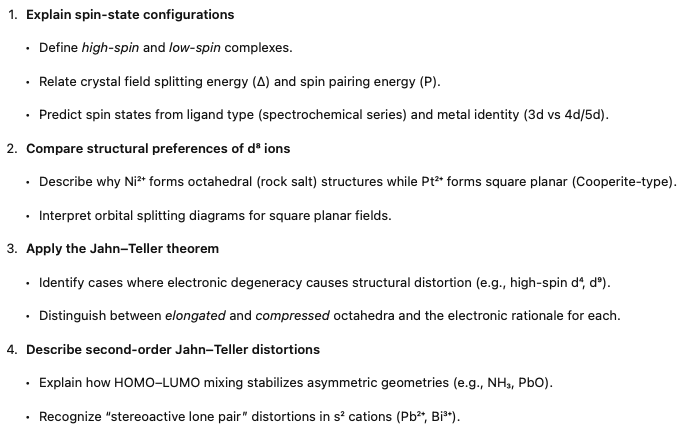 1. Explain spin-state configurations
• Define high-spin and low-spin complexes.
• Relate crystal field splitting energy (Δ) and spin pairing energy (P).
• Predict spin states from ligand type (spectrochemical series) and metal identity (3d vs 4d/5d).
2. Compare structural preferences of d⁸ ions
• Describe why Ni²⁺ forms octahedral (rock salt) structures while Pt²⁺ forms square planar (Cooperite-type).
• Interpret orbital splitting diagrams for square planar fields.
3. Apply the Jahn–Teller theorem
• Identify cases where electronic degeneracy causes structural distortion (e.g., high-spin d⁴, d⁹).
• Distinguish between elongated and compressed octahedra and the electronic rationale for each.
4. Describe second-order Jahn–Teller distortions
• Explain how HOMO–LUMO mixing stabilizes asymmetric geometries (e.g., NH₃, PbO).
• Recognize “stereoactive lone pair” distortions in s² cations (Pb²⁺, Bi³⁺).